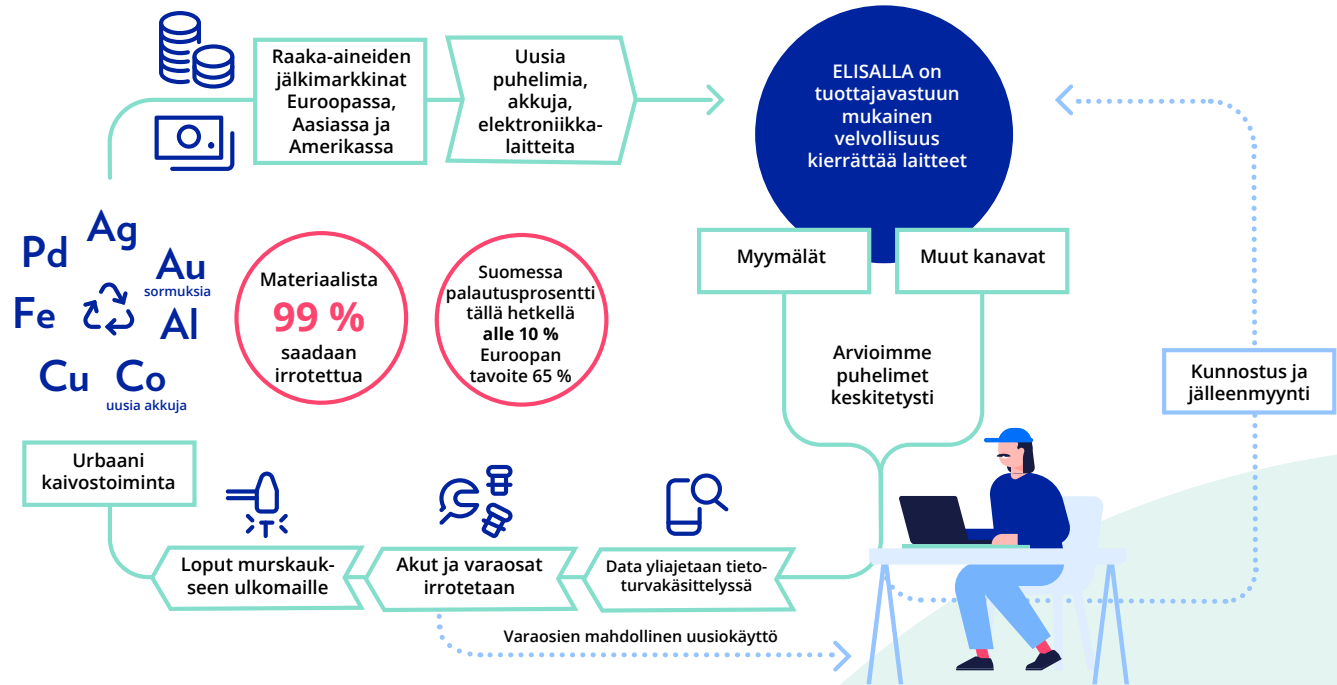 Raaka-aineiden
jälkimarkkinat
Euroopassa,
Aasiassa ja
Amerikassa
Uusia
puhelimia,
akkuja,
elektroniikka-
laitteita
ELISALLA on
tuottajavastuun
mukainen
velvollisuus
kierrättää laitteet
Myymälät
Muut kanavat
Arvioimme
puhelimet
keskitetysti
Kunnostus ja
jälleenmyynti
Pd
Ag
Au
sormuksia
Fe
Al
Cu
Co
uusia akkuja
Materiaalista
99 %
saadaan
irrotettua
Suomessa
palautusprosentti
tällä hetkellä
alle 10 %
Euroopan
tavoite 65 %
Urbaani
kaivostoiminta
Loput murskauk-
seen ulkomaille
Akut ja varaosat
irrotetaan
Data yliajetaan tieto-
turvakäsittelyssä
Varaosien mahdollinen uusiokäyttö